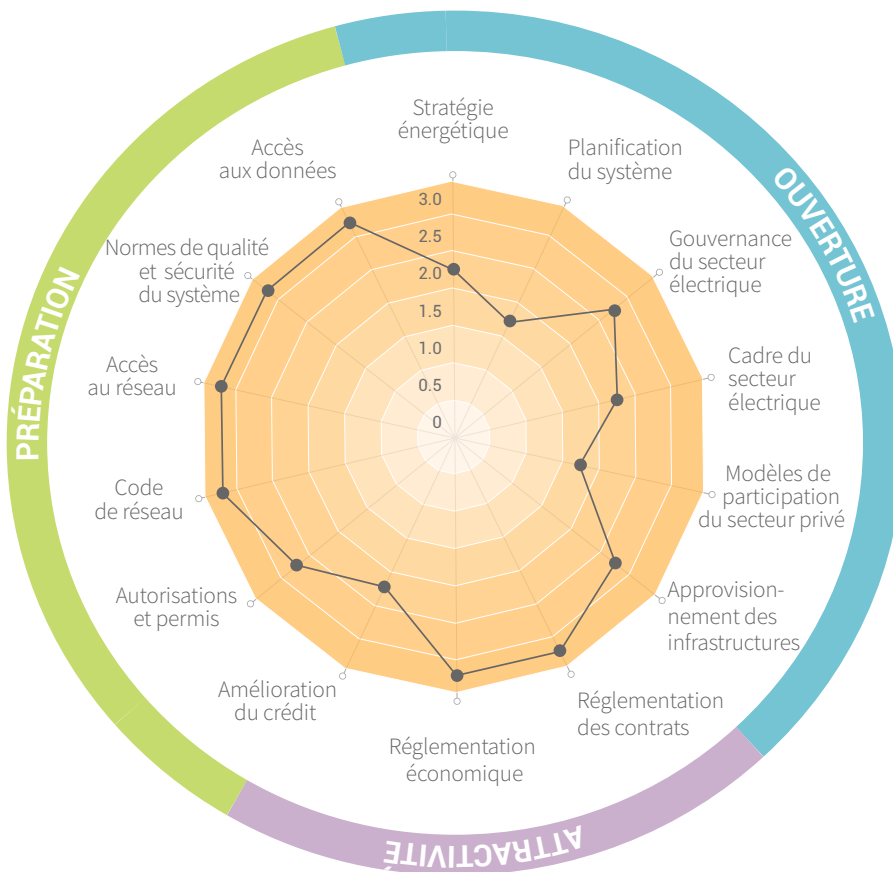 Stratégie
énergétique
Planification
du système
Gouvernance
du secteur
électrique
Cadre du
secteur
électrique
Modèles de
participation
du secteur privé
Approvision-
nement des
infrastructures
Réglementation
des contrats
Réglementation
économique
Amélioration
du crédit
Autorisations
et permis
Code
de réseau
Accès
au réseau
Normes de qualité
et sécurité
du système
Accès
aux données
3.0
2.5
2.0
1.5
1.0
0.5
0
OUVERTURE
ATTRACTIVITÉ
PRÉPARATION